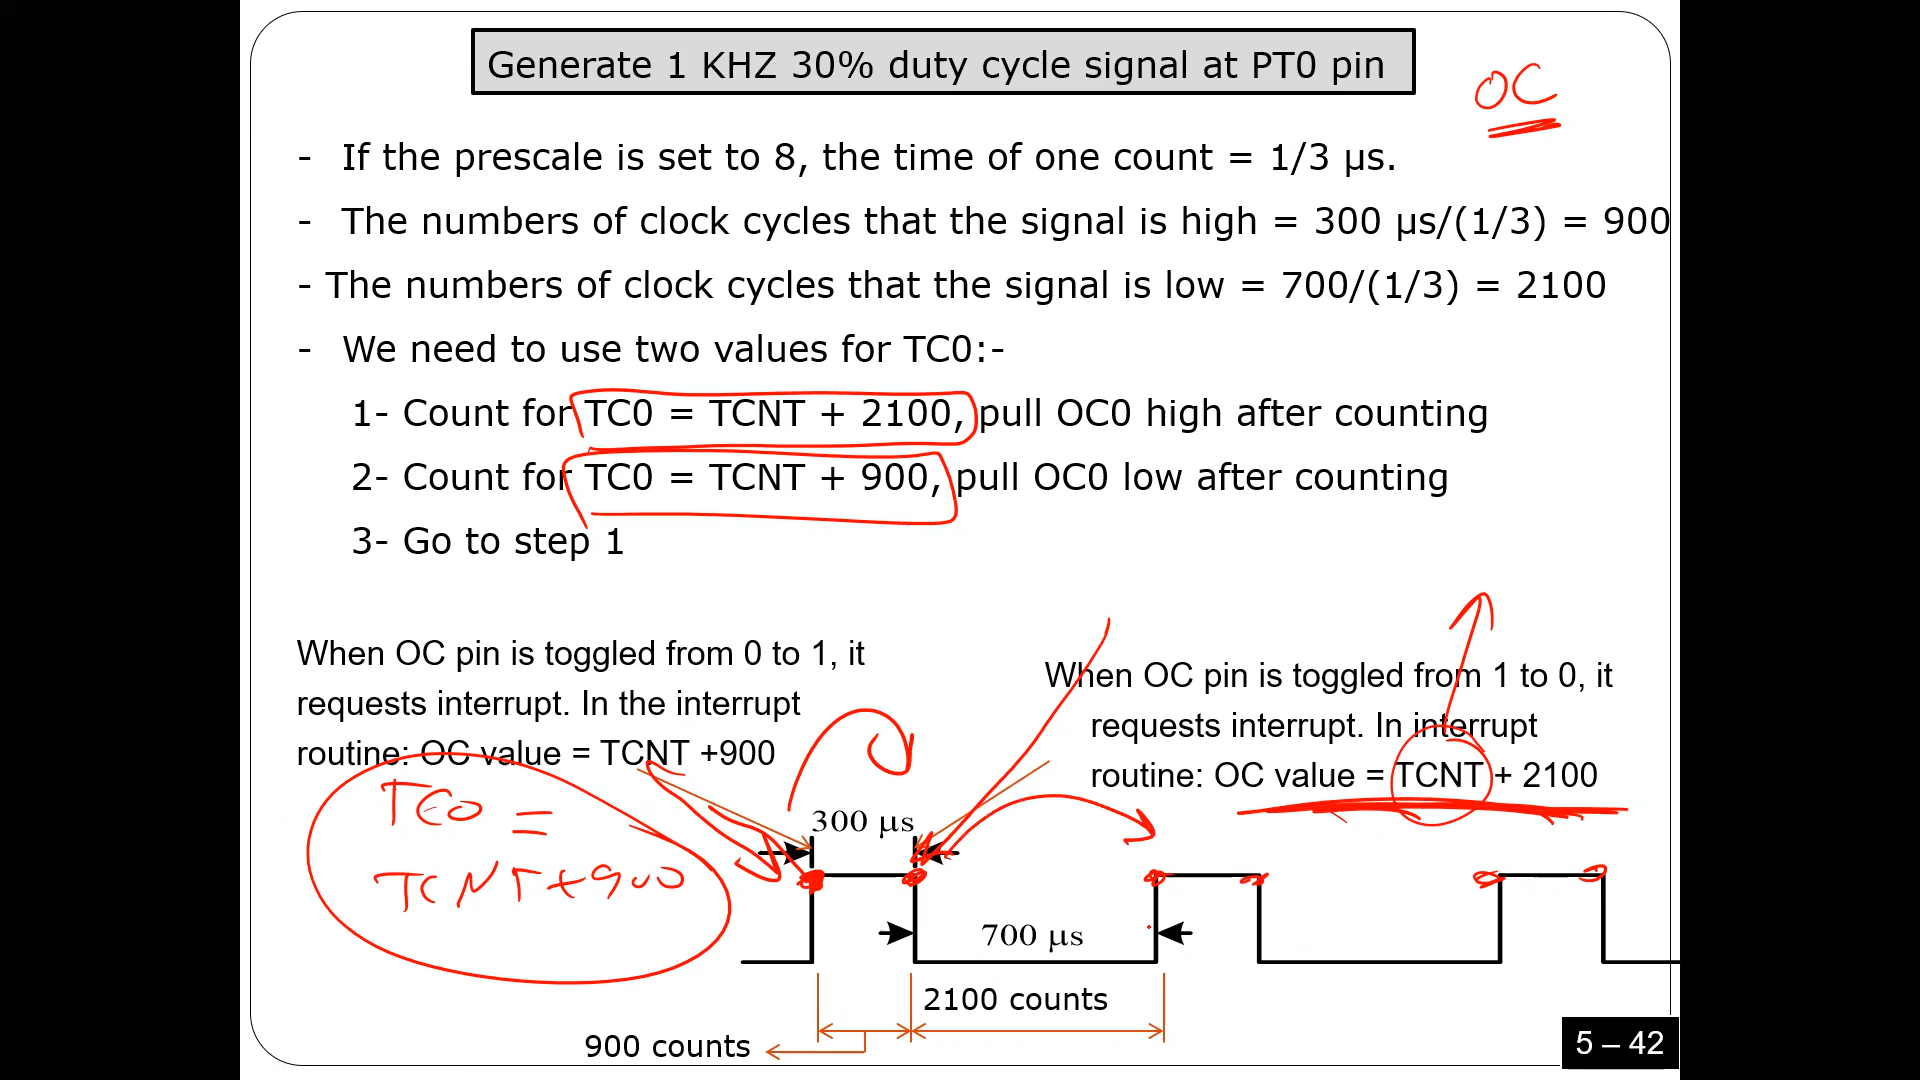 Generate 1 KHZ 30% duty cycle signal at PT0 pin
OC
- If the prescale is set to 8, the time of one count = 1/3 µs.
- The numbers of clock cycles that the signal is high = 300 µs/(1/3) = 900
- The numbers of clock cycles that the signal is low = 700/(1/3) = 2100
- We need to use two values for TC0:-
1- Count for TC0 = TCNT + 2100, pull OC0 high after counting
2- Count for TC0 = TCNT + 900, pull OC0 low after counting
3- Go to step 1
When OC pin is toggled from 0 to 1, it
requests interrupt. In the interrupt
routine: OC value = TCNT +900
When OC pin is toggled from 1 to 0, it
requests interrupt. In interrupt
routine: OC value = TCNT + 2100
TC0 =
TCNT+900
300 µs
700 µs
2100 counts
900 counts
5 – 42